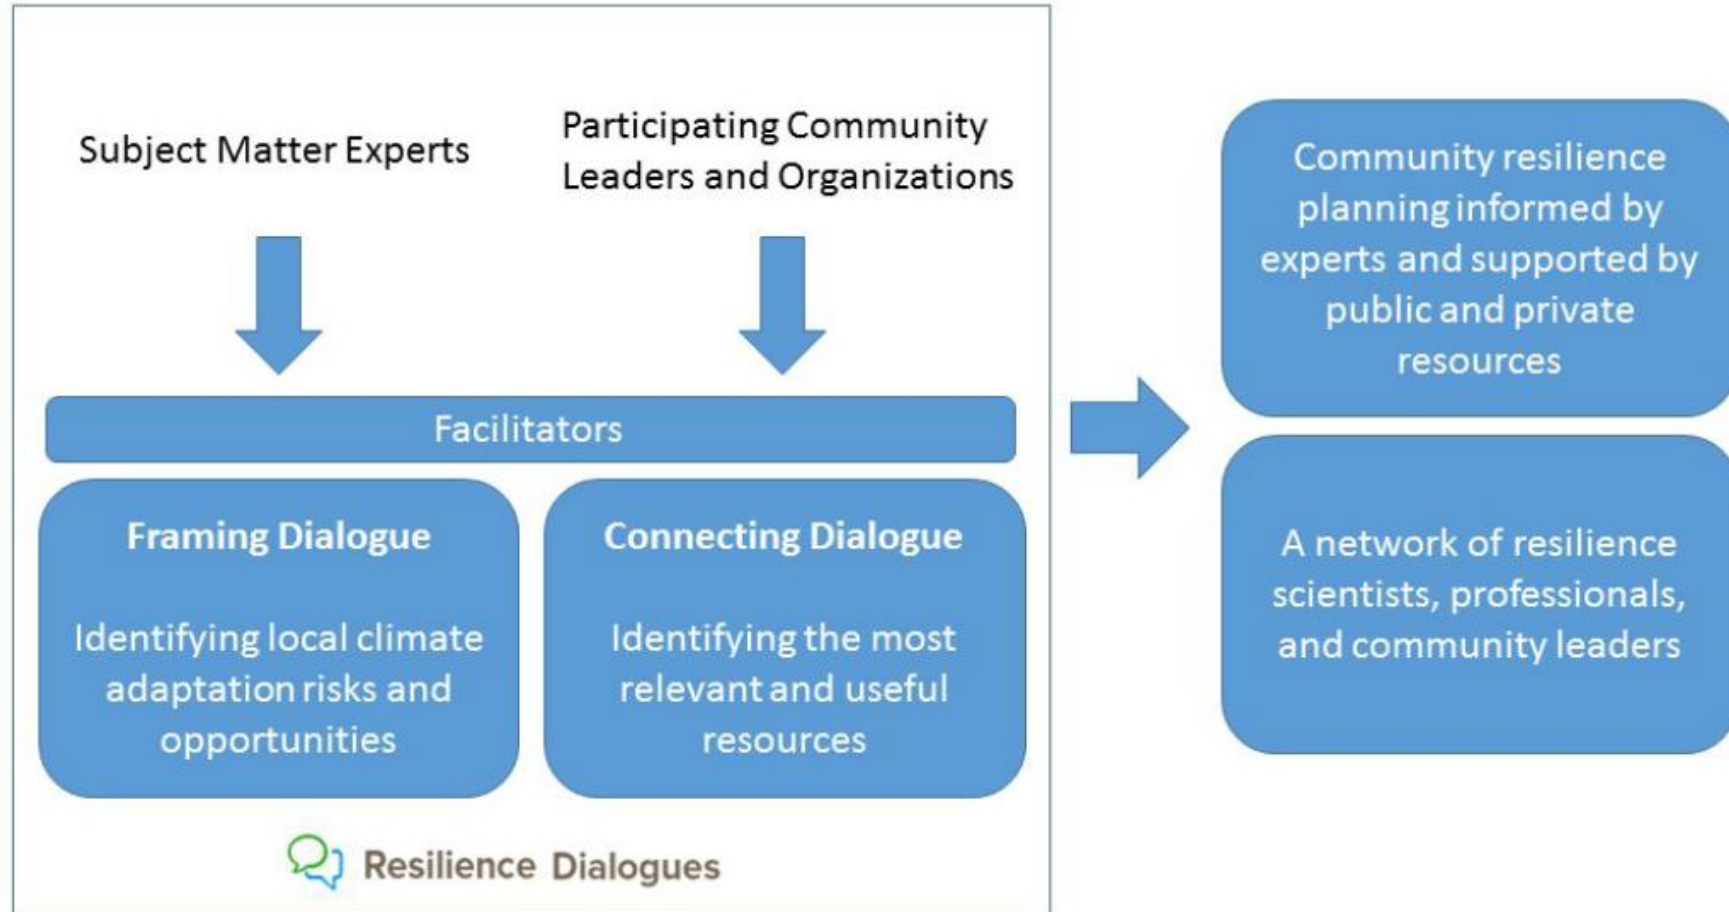 Subject Matter Experts
Participating Community
Leaders and Organizations
Facilitators
Framing Dialogue
Identifying local climate
adaptation risks and
opportunities
Connecting Dialogue
Identifying the most
relevant and useful
resources
Resilience Dialogues
Community resilience
planning informed by
experts and supported by
public and private
resources
A network of resilience
scientists, professionals,
and community leaders